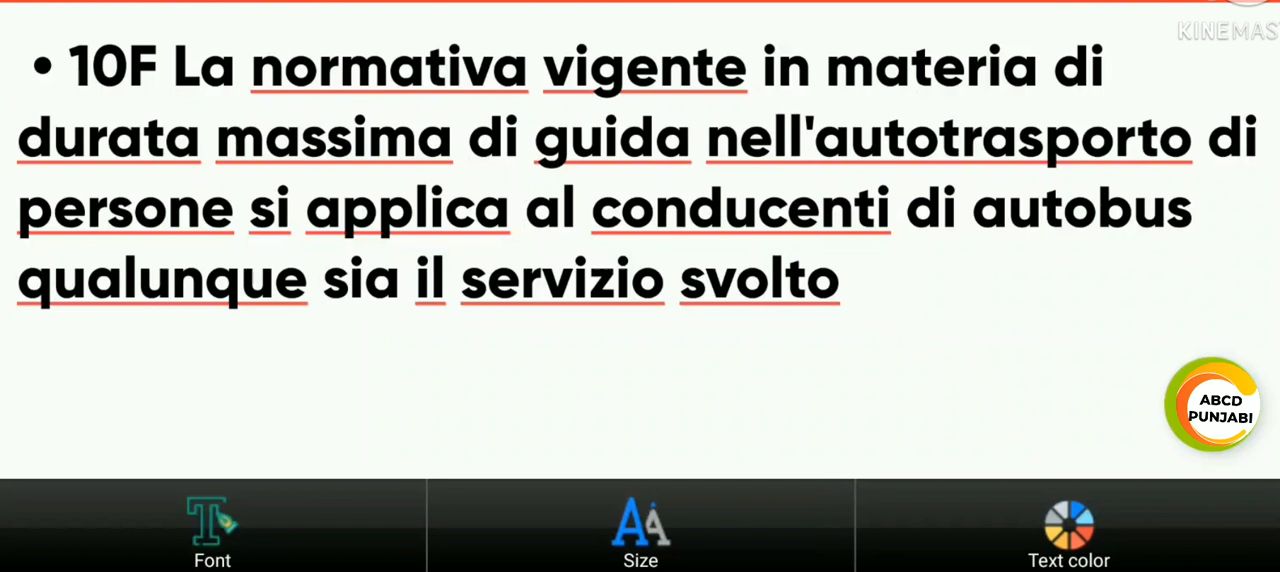 KINEMAS
• 10F La normativa vigente in materia di
durata massima di guida nell'autotrasporto di
persone si applica al conducenti di autobus
qualunque sia il servizio svolto
ABCD
PUNJABI
Font
Size
Text color